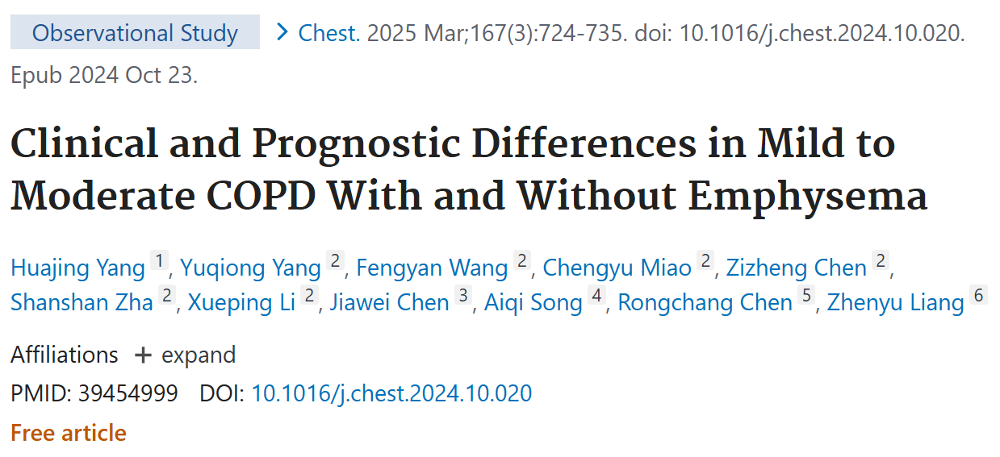 Observational Study > Chest. 2025 Mar;167(3):724-735. doi: 10.1016/j.chest.2024.10.020.
Epub 2024 Oct 23.
Clinical and Prognostic Differences in Mild to
Moderate COPD With and Without Emphysema
Huajing Yang 1, Yuqiong Yang 2, Fengyan Wang 2, Chengyu Miao 2, Zizheng Chen 2,
Shanshan Zha 2, Xueping Li 2, Jiawei Chen 3, Aiqi Song 4, Rongchang Chen 5, Zhenyu Liang 6
Affiliations + expand
PMID: 39454999 DOI: 10.1016/j.chest.2024.10.020
Free article